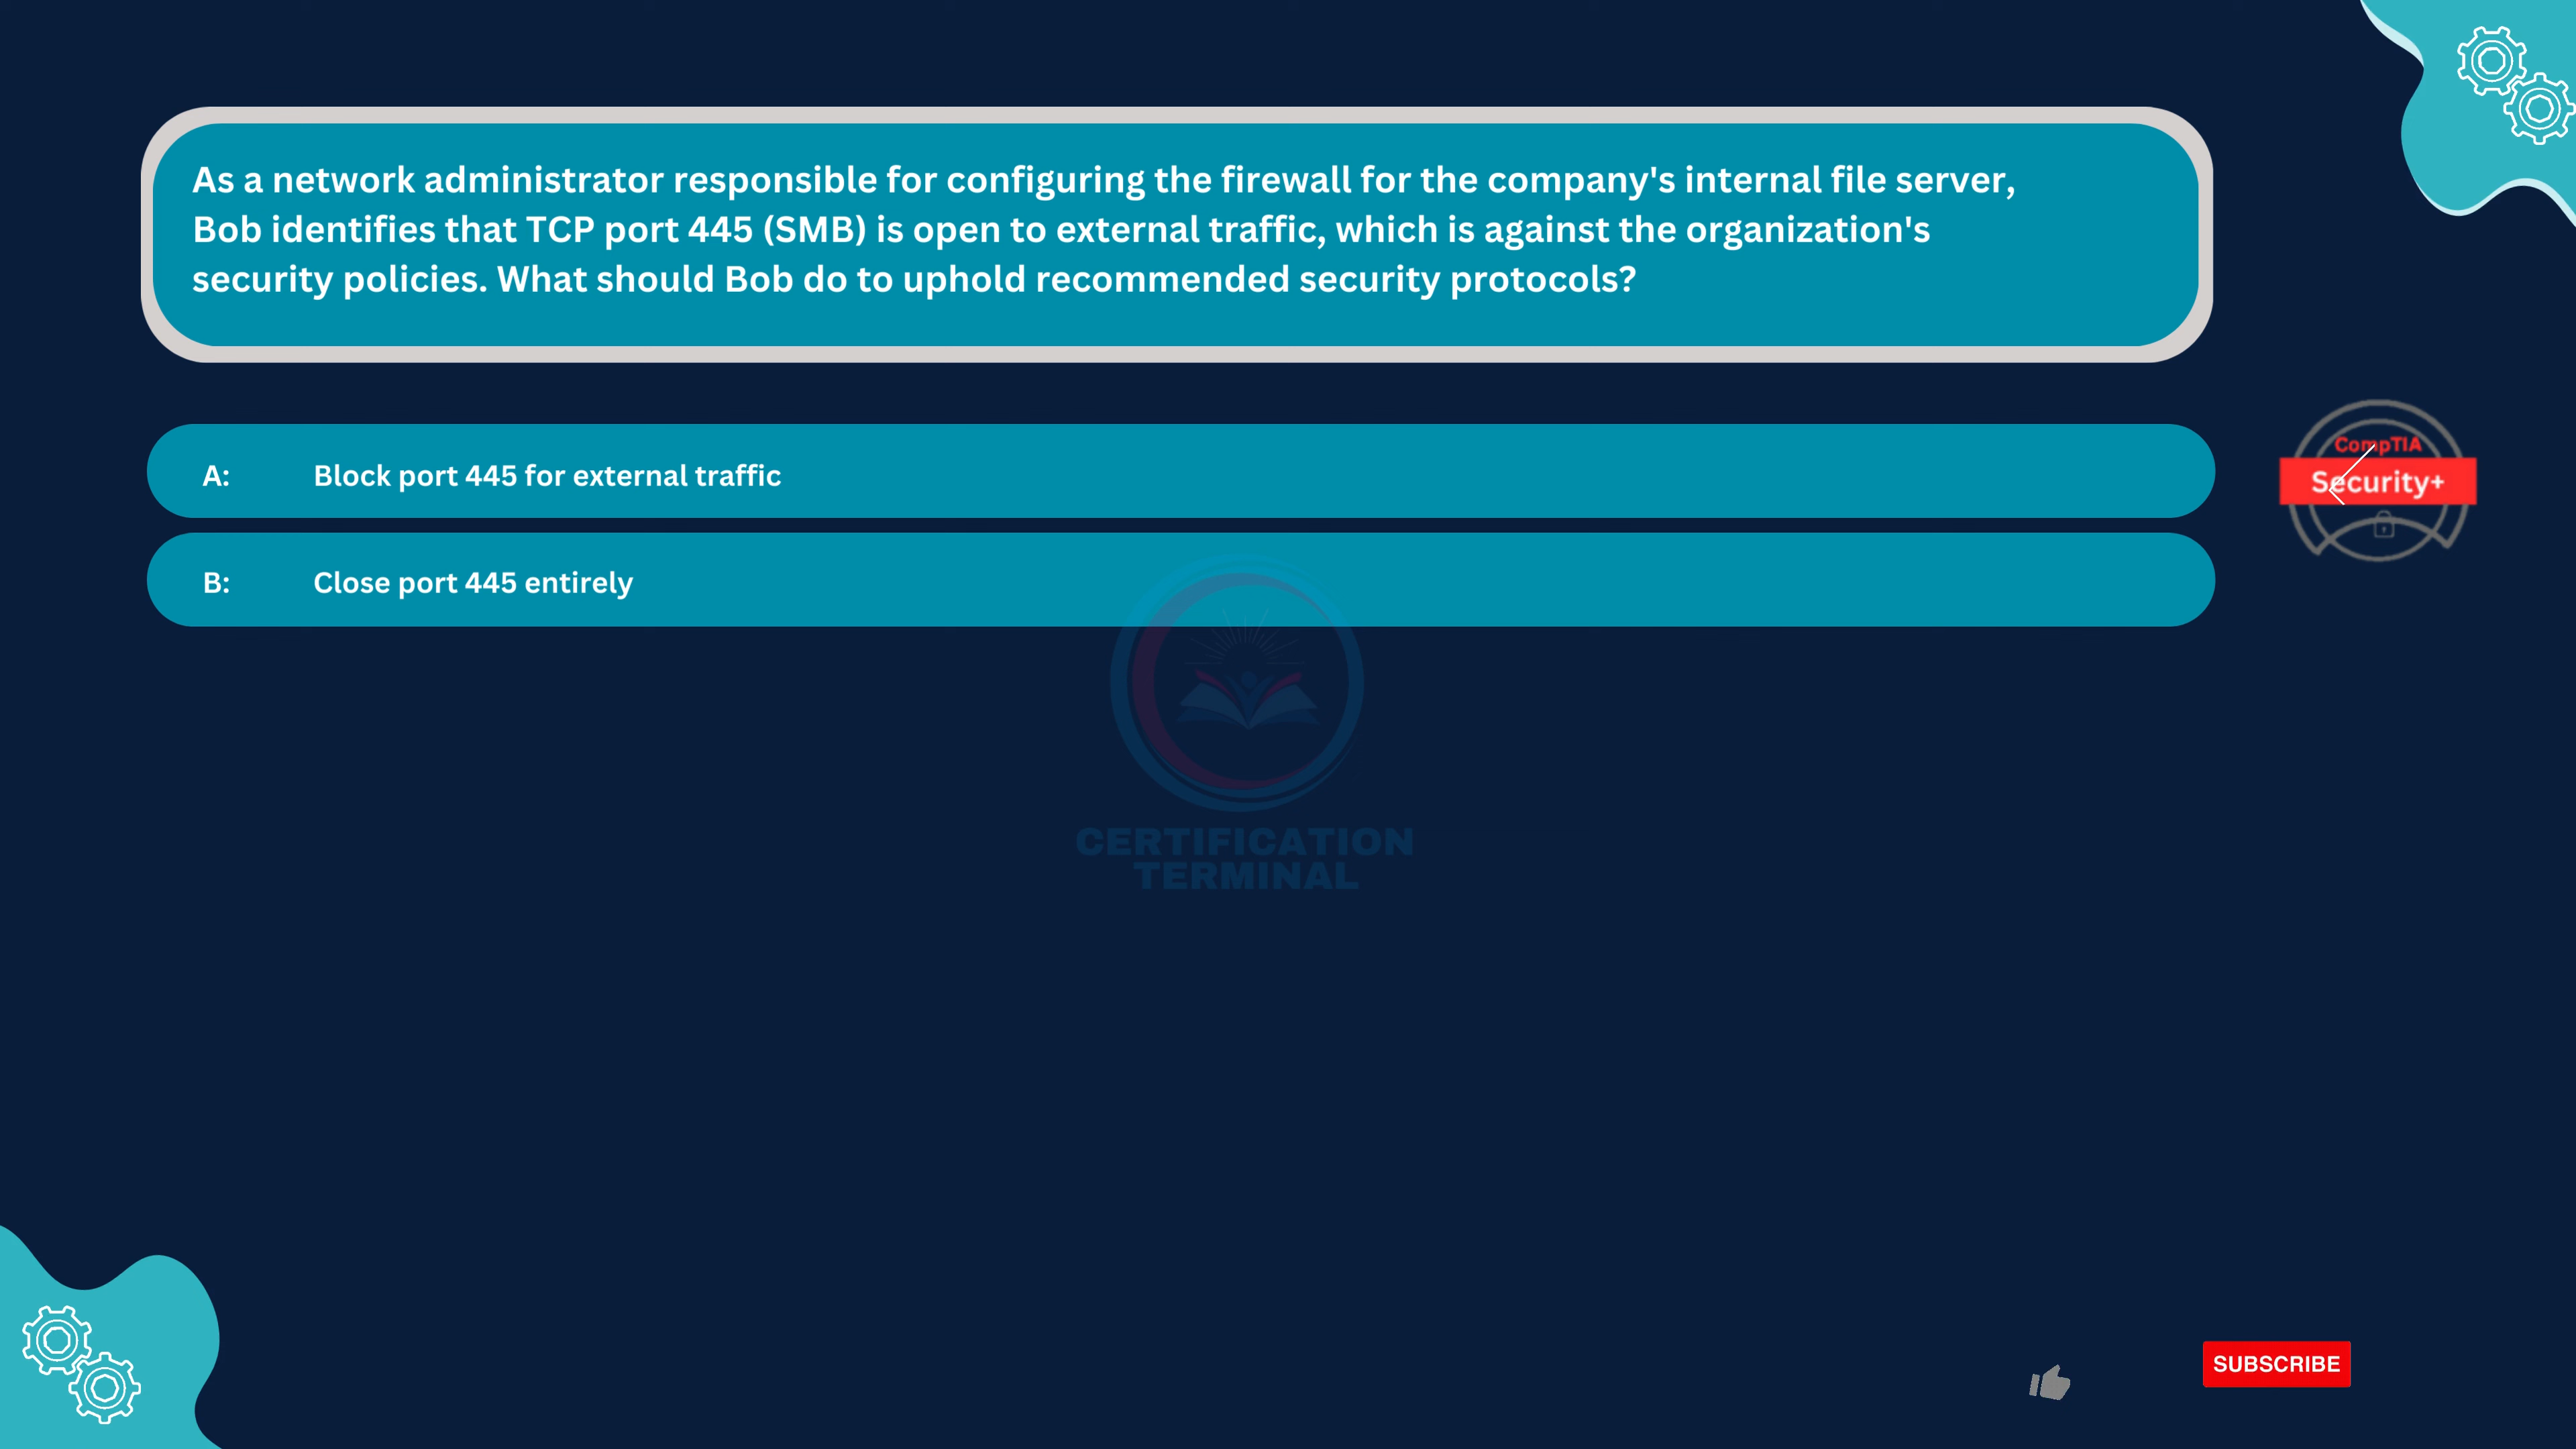 As a network administrator responsible for configuring the firewall for the company's internal file server,
Bob identifies that TCP port 445 (SMB) is open to external traffic, which is against the organization's
security policies. What should Bob do to uphold recommended security protocols?
A: Block port 445 for external traffic
CompTIA
Security+
B: Close port 445 entirely
CERTIFICATION
TERMINAL
SUBSCRIBE